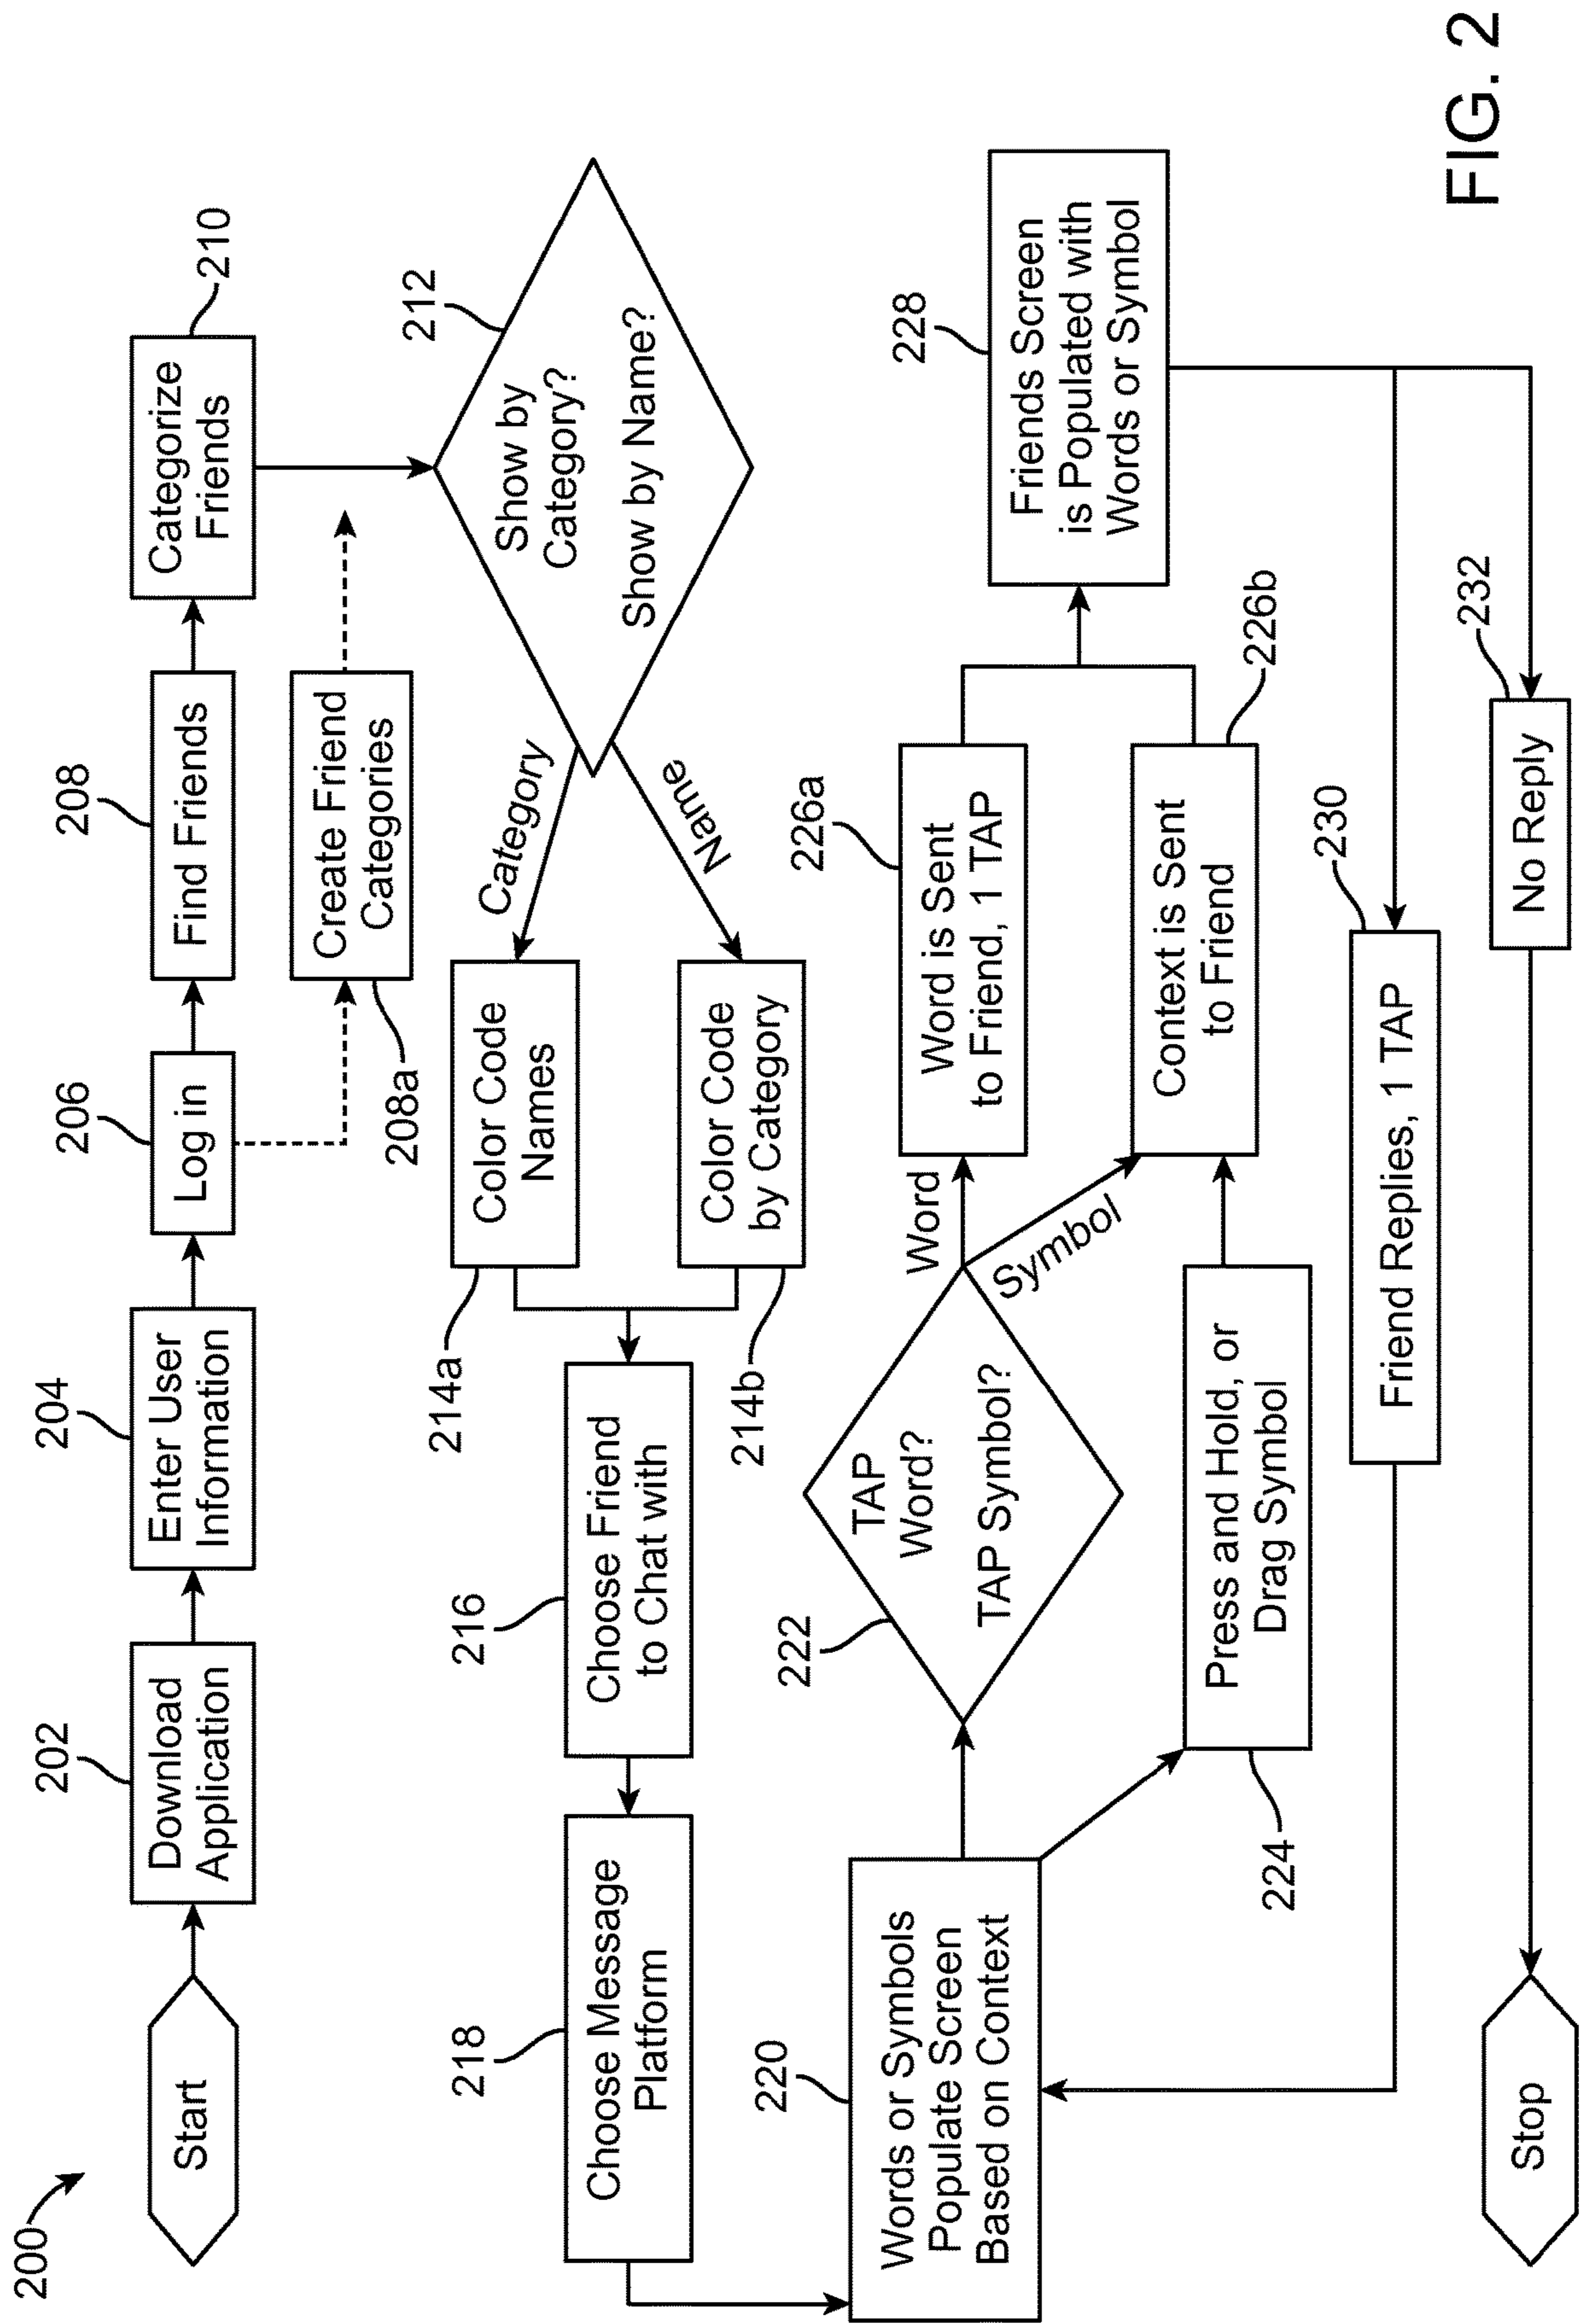 200
Start
202
Download
Application
204
Enter User
Information
206
Log in
208
Find Friends
208a
Create Friend
Categories
210
Categorize
Friends
212
Show by
Category?
Show by Name?
Category
Name
214a
Color Code
Names
214b
Color Code
by Category
216
Choose Friend
to Chat with
218
Choose Message
Platform
220
Words or Symbols
Populate Screen
Based on Context
222
TAP
Word?
TAP Symbol?
Word
Symbol
224
Press and Hold, or
Drag Symbol
226a
Word is Sent
to Friend, 1 TAP
226b
Context is Sent
to Friend
228
Friends Screen
is Populated with
Words or Symbol
230
Friend Replies, 1 TAP
232
No Reply
Stop
FIG. 2